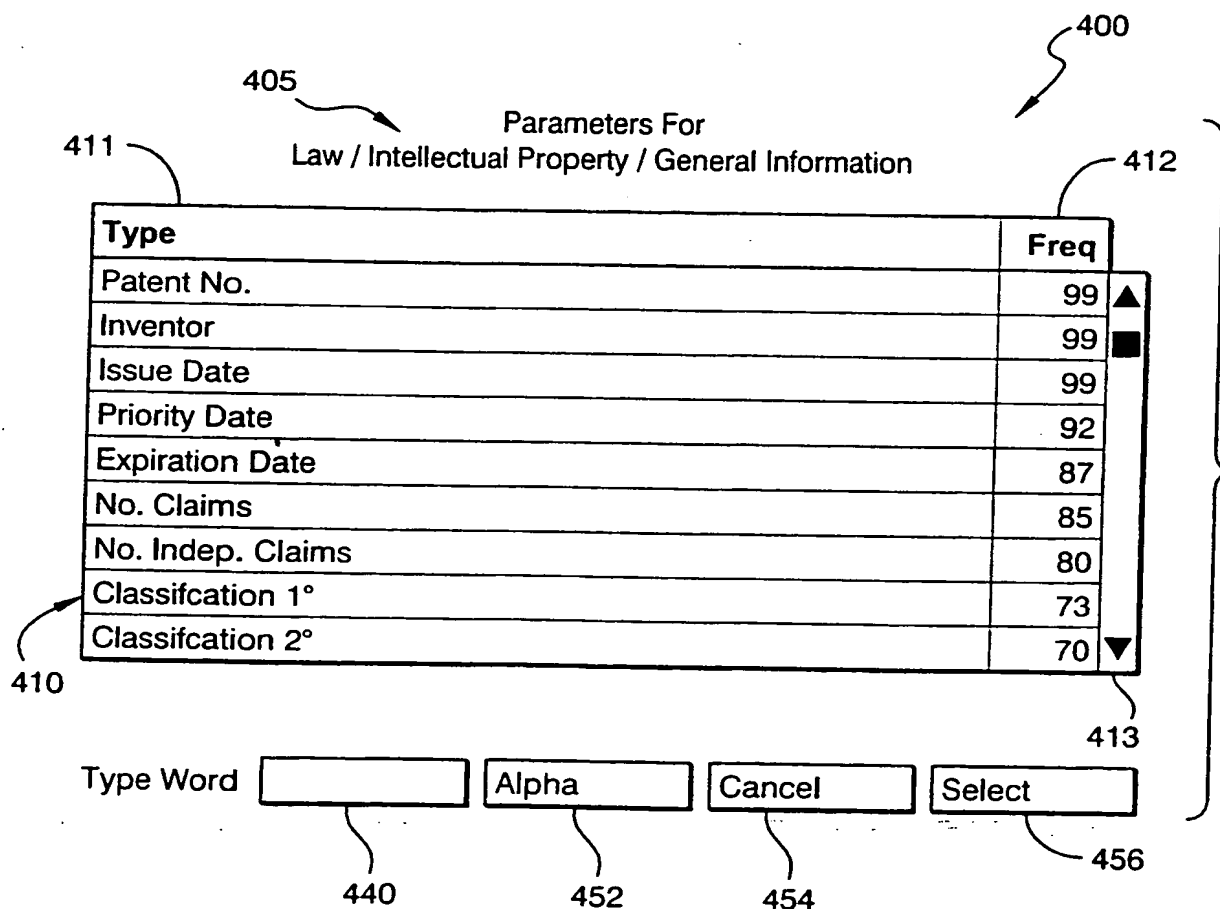 400
405
Parameters For
Law / Intellectual Property / General Information
411
412
Type Freq
Patent No. 99
Inventor 99
Issue Date 99
Priority Date 92
Expiration Date 87
No. Claims 85
No. Indep. Claims 80
Classifcation 1° 73
Classifcation 2° 70
410
413
Type Word Alpha Cancel Select
440 452 454 456